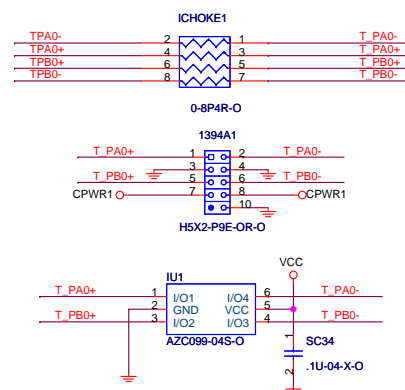 ICHOKE1
TPA0- 2 1 T_PA0-
TPA0+ 4 3 T_PA0+
TPB0+ 6 5 T_PB0+
TPB0- 8 7 T_PB0-
0-8P4R-O
1394A1
T_PA0+ 1 2 T_PA0-
3 4
T_PB0+ 5 6 T_PB0-
CPWR1 7 8 CPWR1
10
H5X2-P9E-OR-O
IU1
VCC
T_PA0+ 1 I/O1 I/O4 6 T_PA0-
2 GND VCC 5
T_PB0+ 3 I/O2 I/O3 4 T_PB0-
AZC099-04S-O
1 SC34
2 .1U-04-X-O